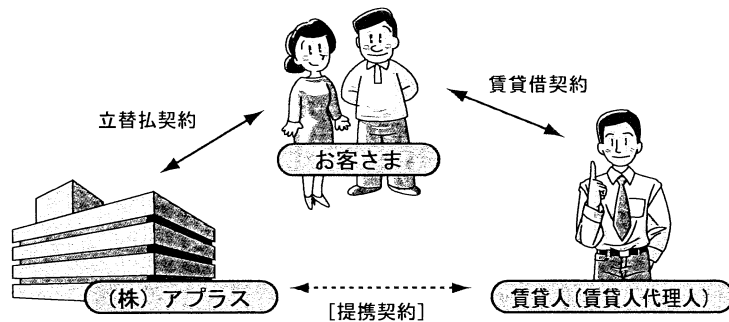 立替払契約
賃貸借契約
お客さま
(株)アプラス
[提携契約]
賃貸人(賃貸人代理人)